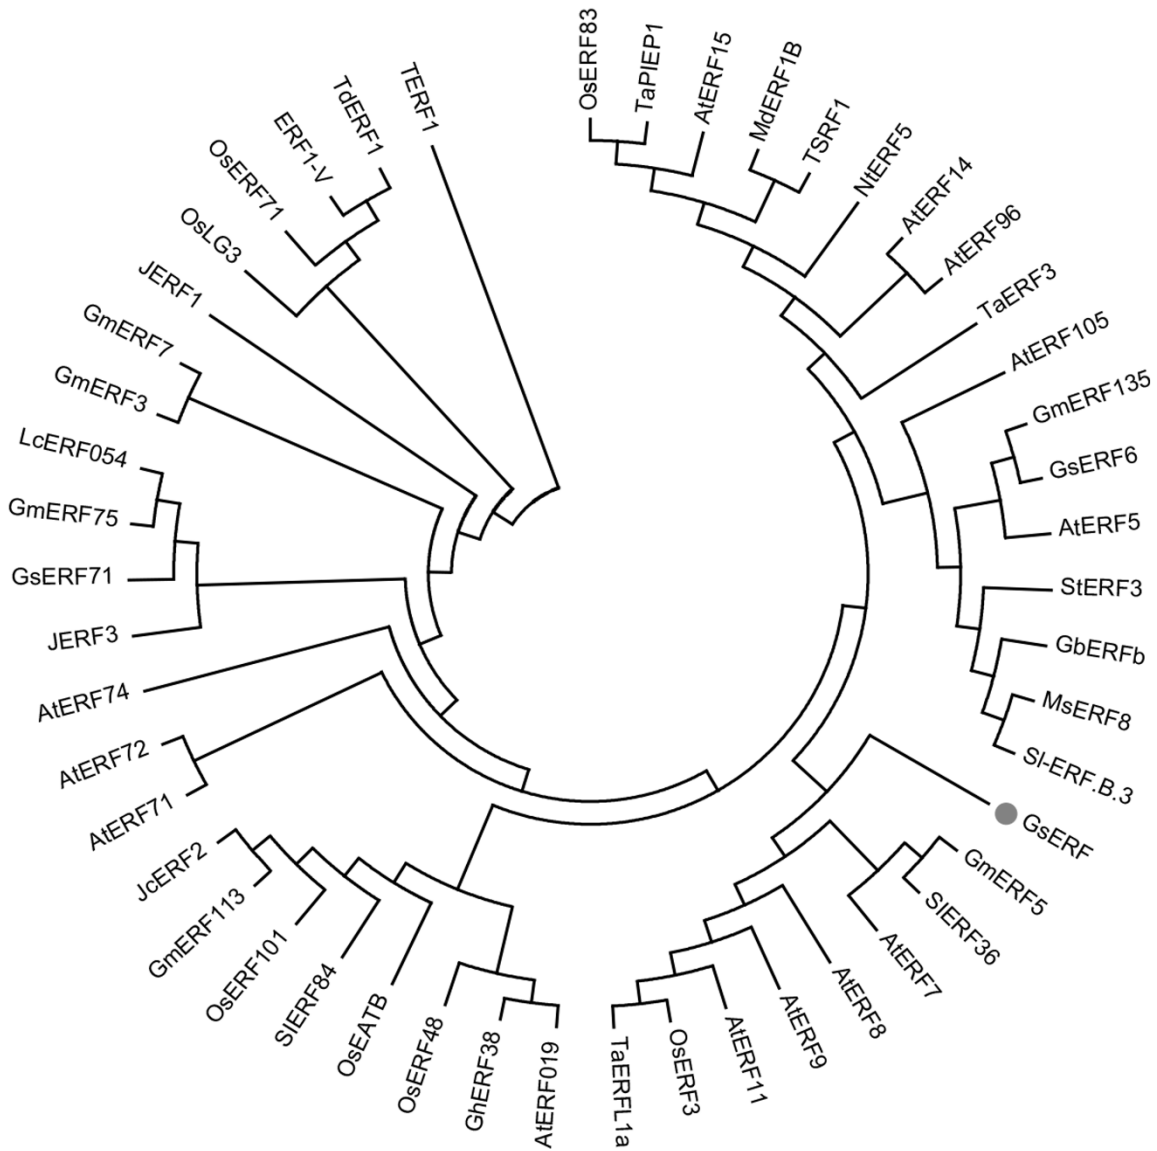 OsERF83
TaPIEP1
AtERF15
MdERF1B
TSRF1
NtERF5
AtERF14
AtERF96
TaERF3
AtERF105
GmERF135
GsERF6
AtERF5
StERF3
GbERFb
MsERF8
Sl-ERF.B.3
GsERF
GmERF5
SlERF36
AtERF7
AtERF8
AtERF9
AtERF11
OsERF3
TaERFL1a
AtERF019
GhERF38
OsERF48
OsEATB
SlERF84
OsERF101
GmERF113
JcERF2
AtERF71
AtERF72
AtERF74
JERF3
GsERF71
GmERF75
LcERF054
GmERF3
GmERF7
JERF1
OsLG3
OsERF71
ERF1-V
TdERF1
TERF1